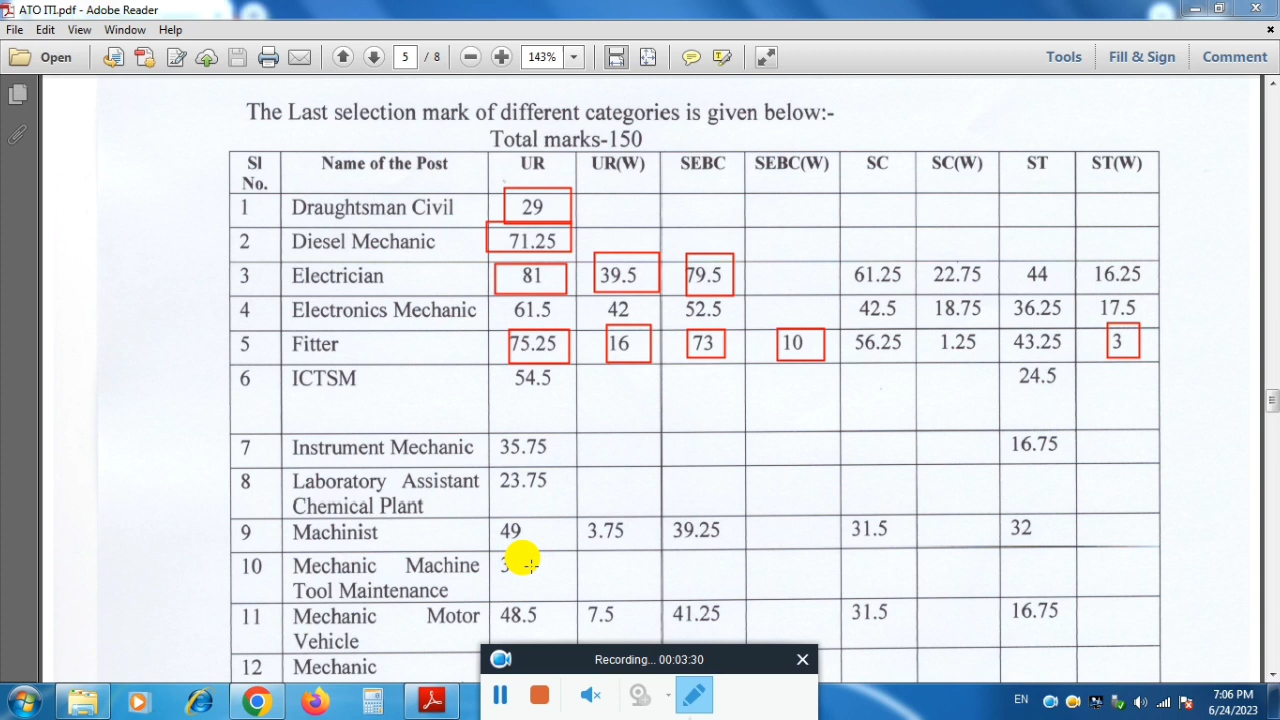 ATO ITI.pdf - Adobe Reader
File Edit View Window Help
Open 5 / 8 143% Tools Fill & Sign Comment
The Last selection mark of different categories is given below:-
Total marks-150
Sl No. Name of the Post UR UR(W) SEBC SEBC(W) SC SC(W) ST ST(W)
1 Draughtsman Civil 29
2 Diesel Mechanic 71.25
3 Electrician 81 39.5 79.5 61.25 22.75 44 16.25
4 Electronics Mechanic 61.5 42 52.5 42.5 18.75 36.25 17.5
5 Fitter 75.25 16 73 10 56.25 1.25 43.25 3
6 ICTSM 54.5 24.5
7 Instrument Mechanic 35.75 16.75
8 Laboratory Assistant 23.75
Chemical Plant
9 Machinist 49 3.75 39.25 31.5 32
10 Mechanic Machine
Tool Maintenance
11 Mechanic Motor 48.5 7.5 41.25 31.5 16.75
Vehicle
12 Mechanic
Recording... 00:03:30
EN 7:06 PM
6/24/2023